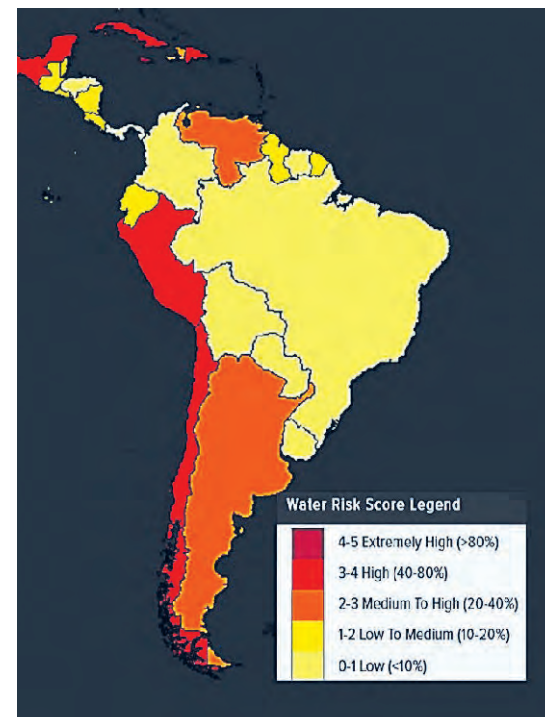 Water Risk Score Legend
4-5 Extremely High (>80%)
3-4 High (40-80%)
2-3 Medium To High (20-40%)
1-2 Low To Medium (10-20%)
0-1 Low (<10%)